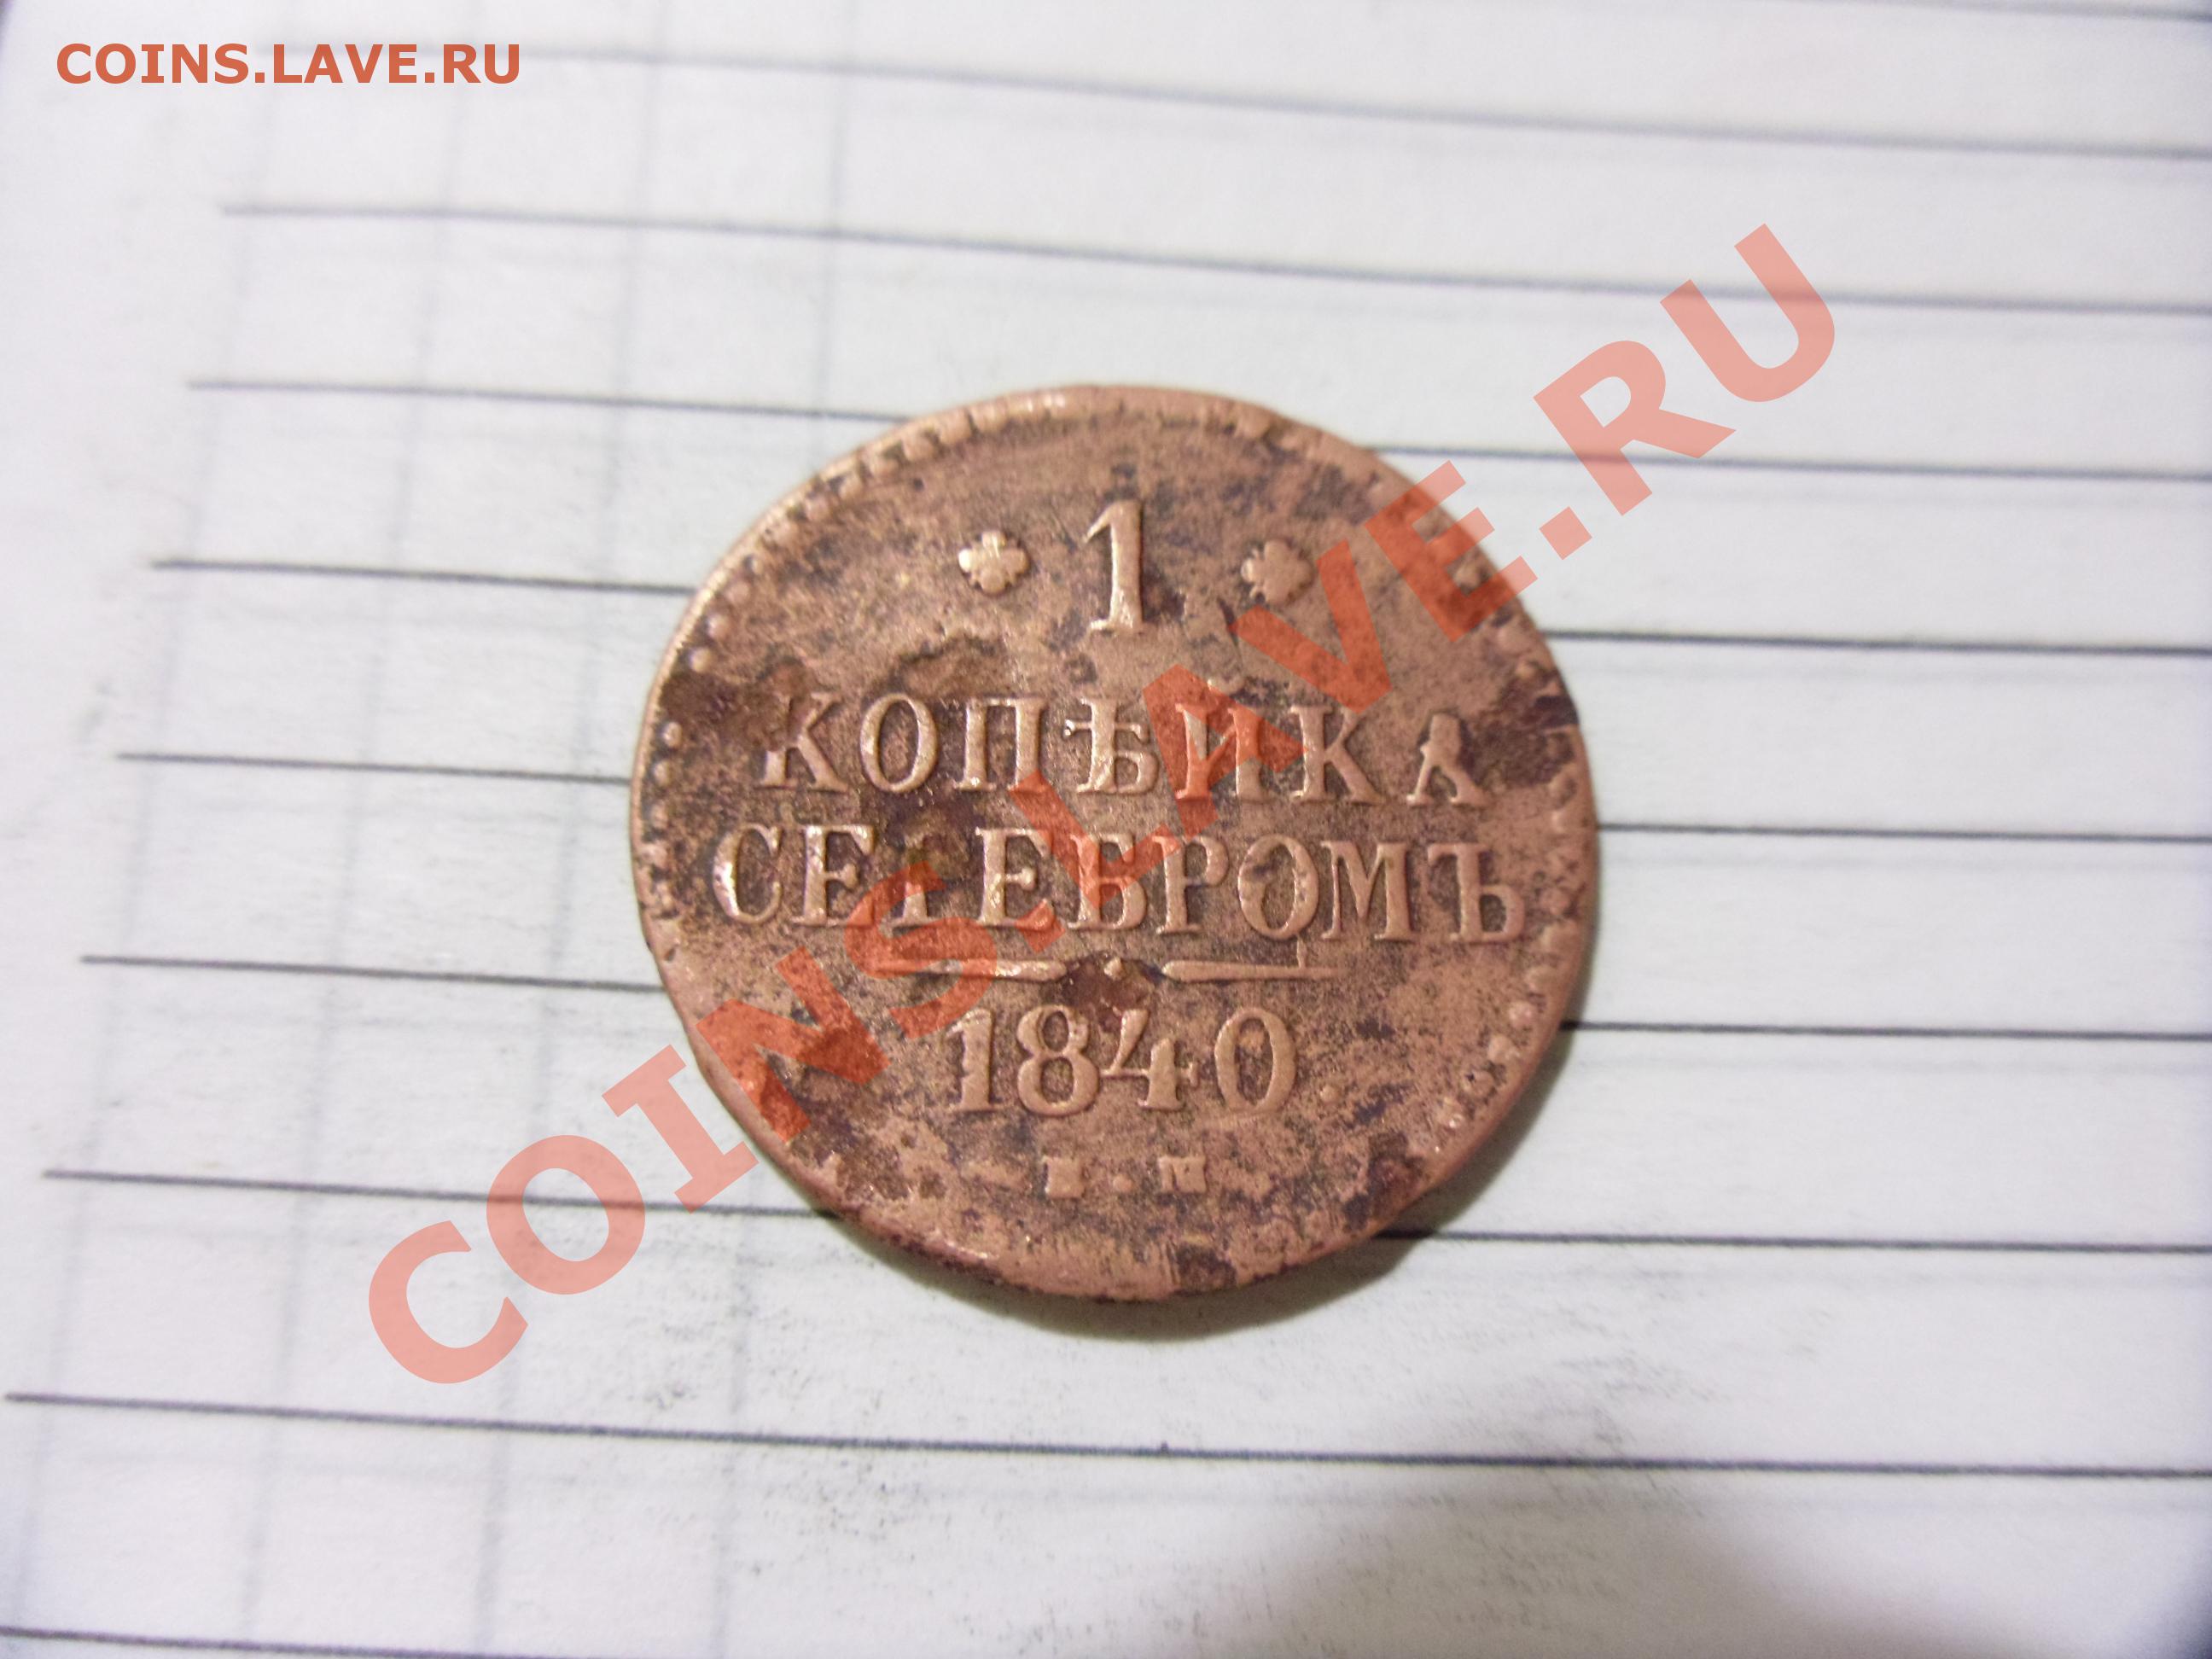 COINS.LAVE.RU
1
КОПѢЙКА
СЕРЕБРОМЪ
1840.
Е.М
COINS.LAVE.RU